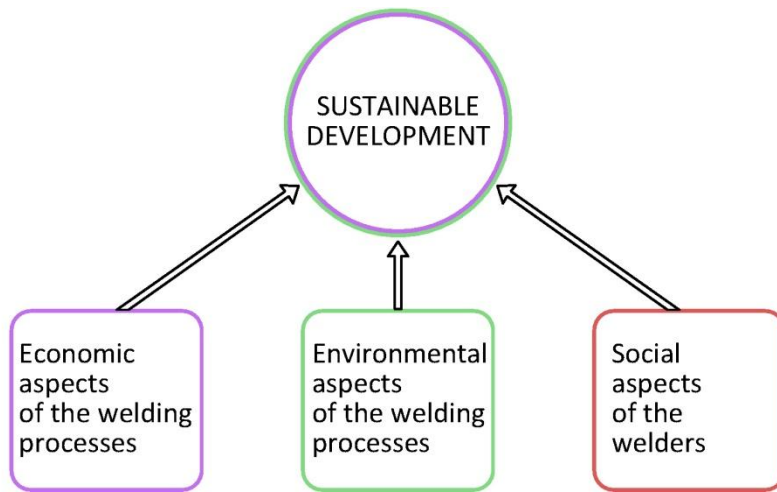 SUSTAINABLE
DEVELOPMENT
Economic
aspects
of the welding
processes
Environmental
aspects
of the welding
processes
Social
aspects
of the
welders